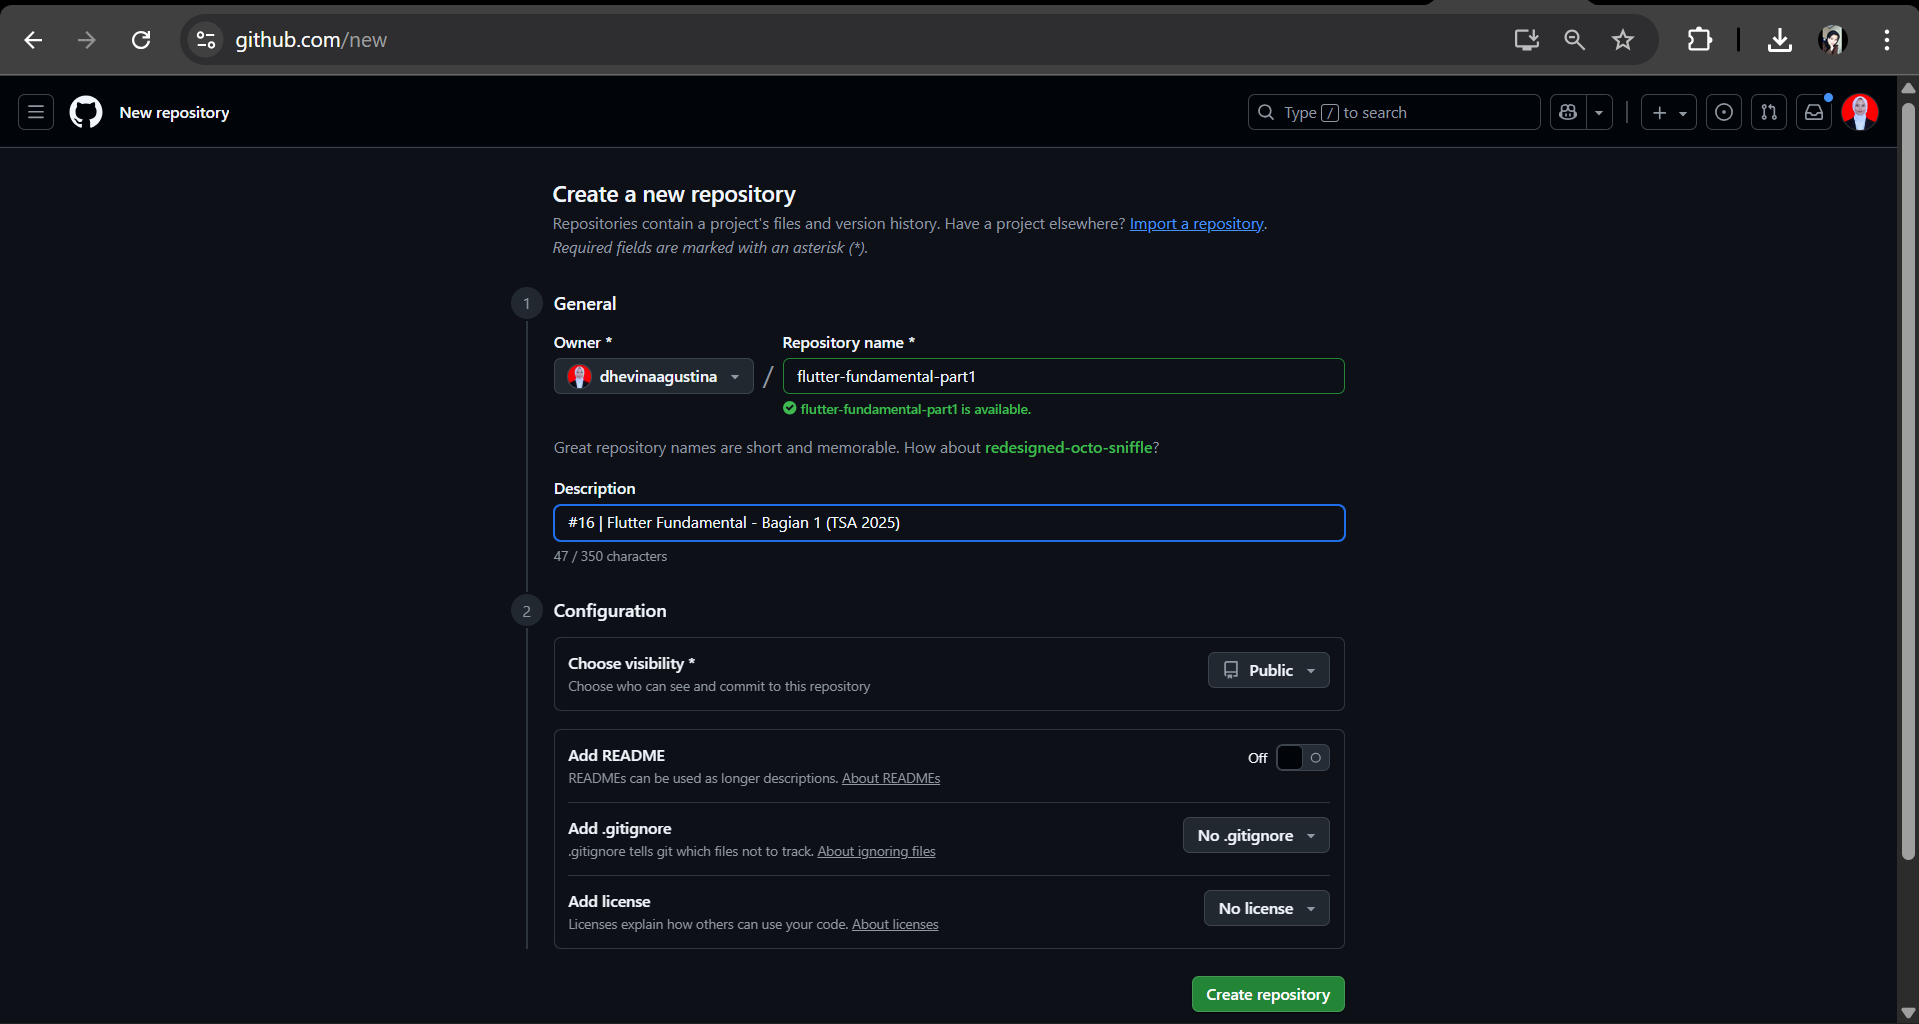 github.com/new
New repository
Type / to search
Create a new repository
Repositories contain a project's files and version history. Have a project elsewhere? Import a repository.
Required fields are marked with an asterisk (*).
1 General
Owner *
Repository name *
dhevinaagustina / flutter-fundamental-part1
flutter-fundamental-part1 is available.
Great repository names are short and memorable. How about redesigned-octo-sniffle?
Description
#16 | Flutter Fundamental - Bagian 1 (TSA 2025)
47 / 350 characters
2 Configuration
Choose visibility *
Choose who can see and commit to this repository
Public
Add README
READMEs can be used as longer descriptions. About READMEs
Off
Add .gitignore
.gitignore tells git which files not to track. About ignoring files
No .gitignore
Add license
Licenses explain how others can use your code. About licenses
No license
Create repository